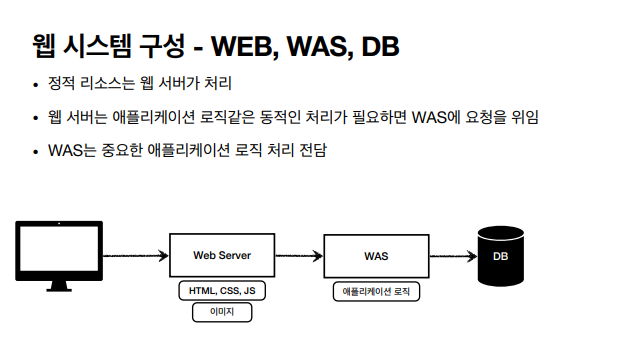 웹 시스템 구성 - WEB, WAS, DB
• 정적 리소스는 웹 서버가 처리
• 웹 서버는 애플리케이션 로직같은 동적인 처리가 필요하면 WAS에 요청을 위임
• WAS는 중요한 애플리케이션 로직 처리 전담
Web Server
WAS
DB
HTML, CSS, JS
애플리케이션 로직
이미지